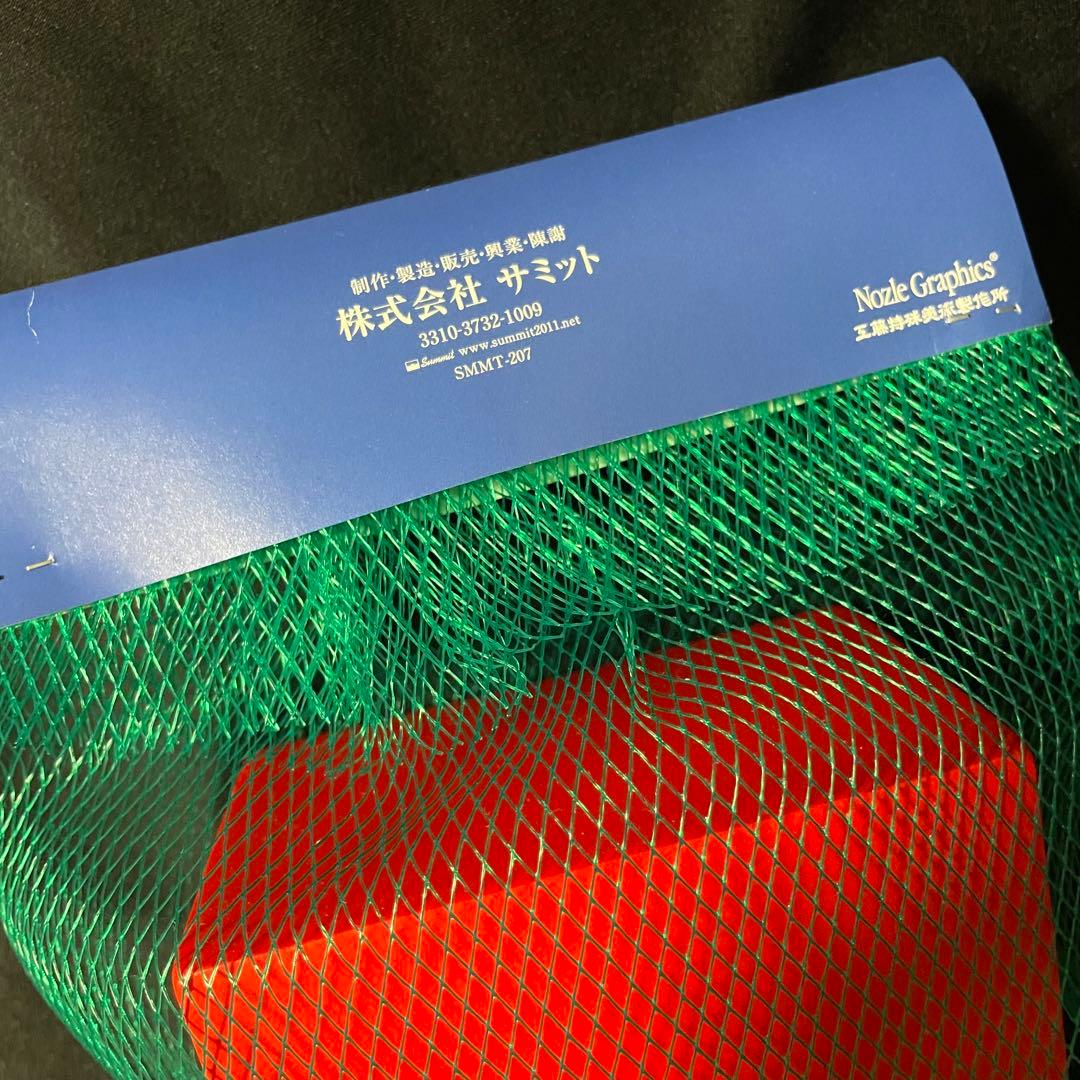 制作・製造・販売・興業・陳謝
株式会社 サミット
3310-3732-1009
Summit www.summit2011.net
SMMT-207
Nozle Graphics®
工藤特殊美術製作所